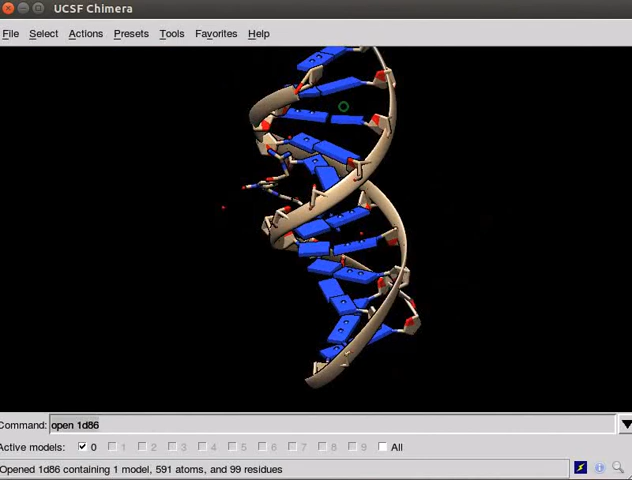 UCSF Chimera
File Select Actions Presets Tools Favorites Help
Command: open 1d86
Active models: 0 1 2 3 4 5 6 7 8 9 All
Opened 1d86 containing 1 model, 591 atoms, and 99 residues